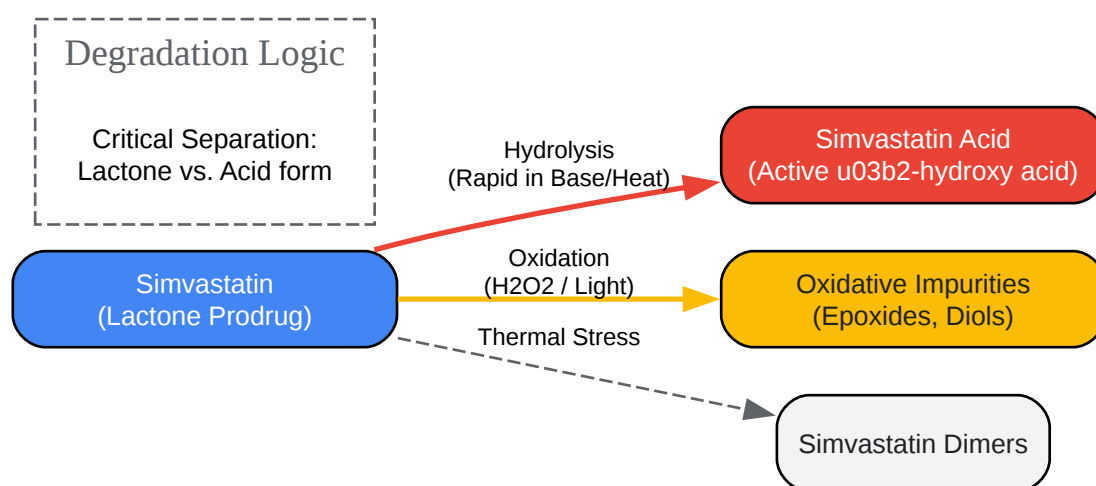 Degradation Logic
Critical Separation:
Lactone vs. Acid form
Hydrolysis
(Rapid in Base/Heat)
Simvastatin Acid
(Active u03b2-hydroxy acid)
Simvastatin
(Lactone Prodrug)
Oxidation
(H2O2 / Light)
Oxidative Impurities
(Epoxides, Diols)
Thermal Stress
Simvastatin Dimers